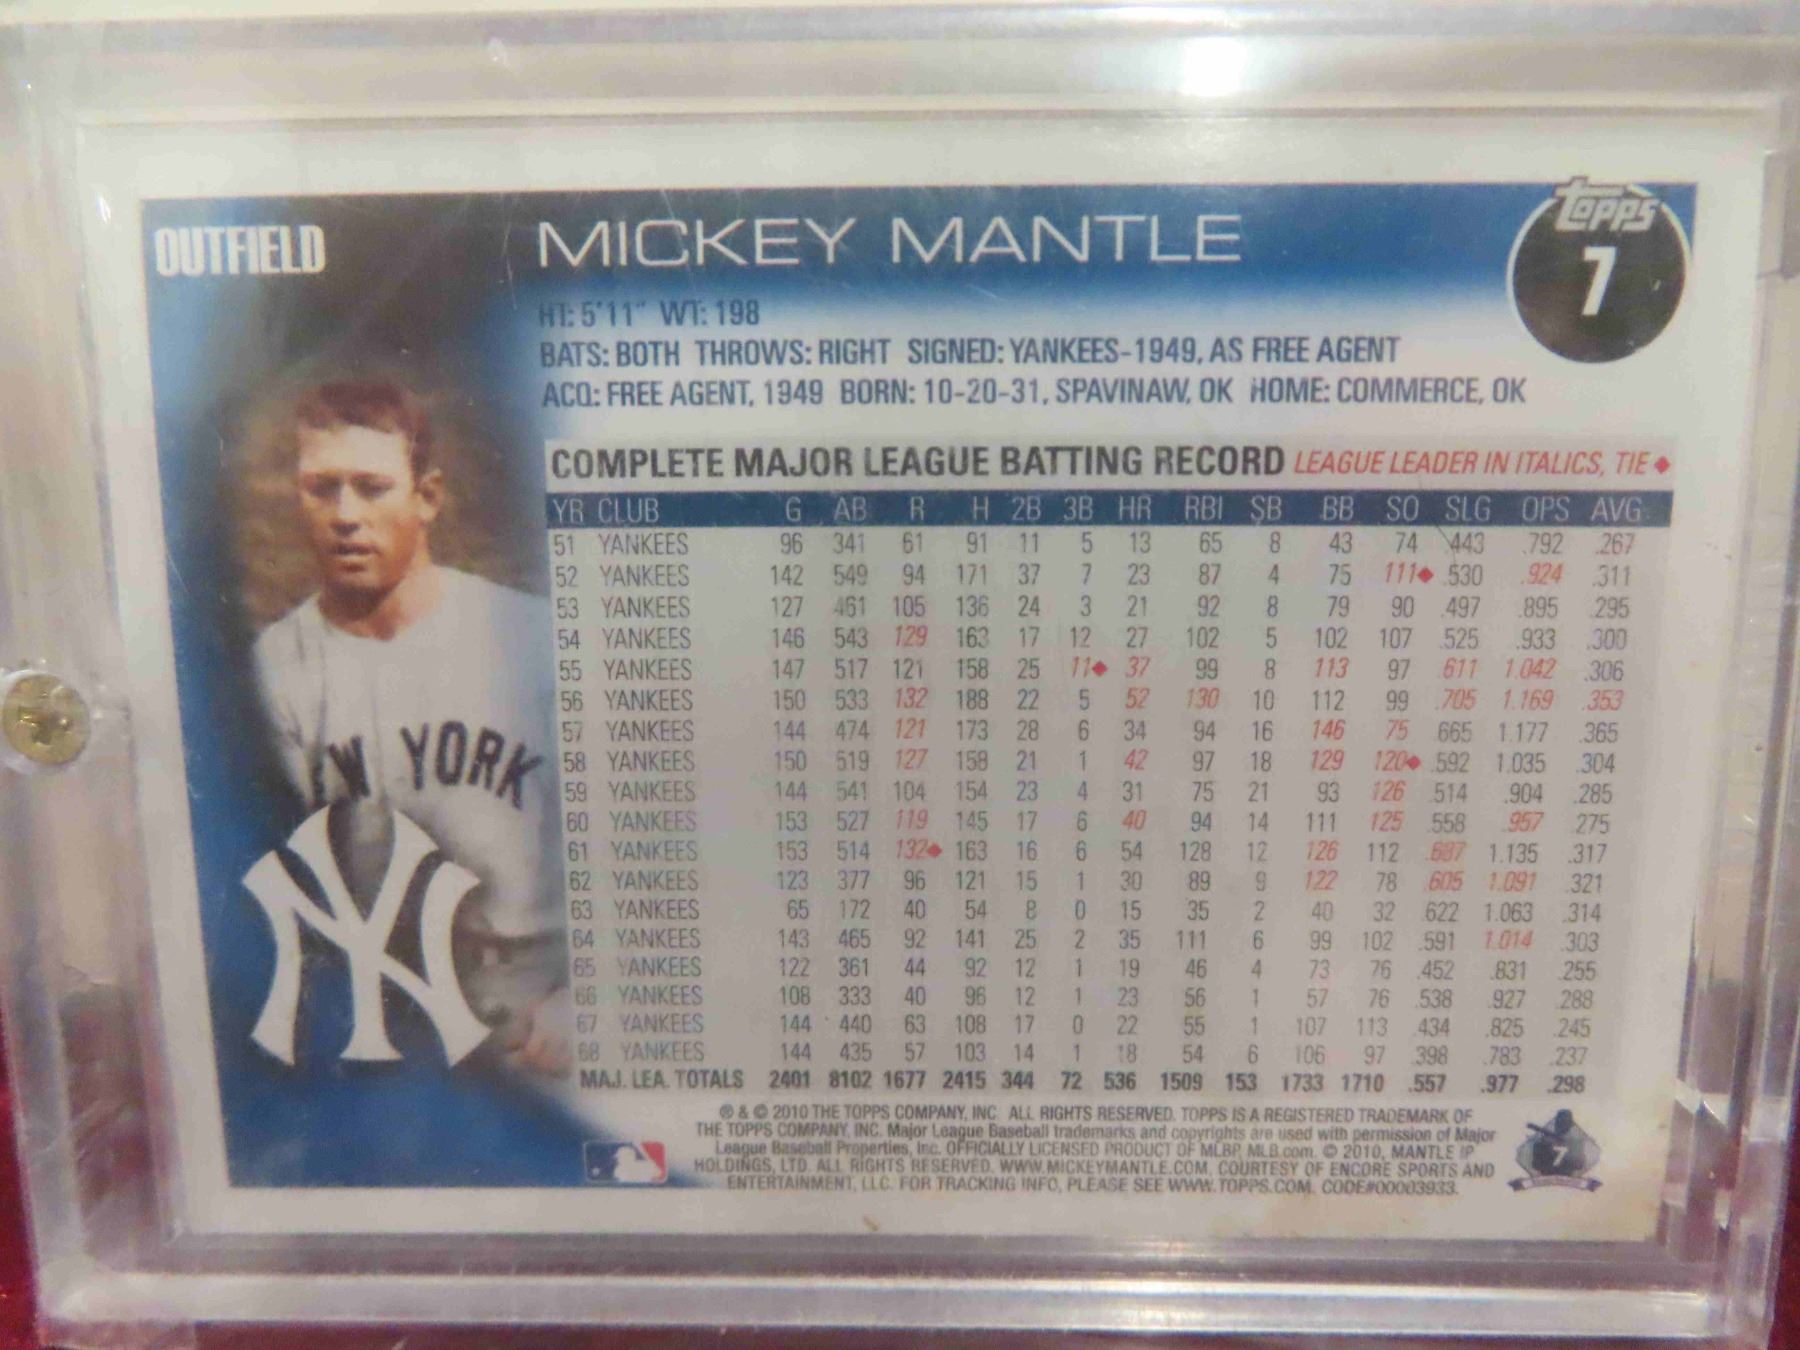 OUTFIELD
MICKEY MANTLE
Topps
7
HT: 5'11" WT: 198
BATS: BOTH THROWS: RIGHT SIGNED: YANKEES-1949, AS FREE AGENT
ACQ: FREE AGENT, 1949 BORN: 10-20-31, SPAVINAW, OK HOME: COMMERCE, OK
COMPLETE MAJOR LEAGUE BATTING RECORD LEAGUE LEADER IN ITALICS, TIE ♦
YR CLUB G AB R H 2B 3B HR RBI SB BB SO SLG OPS AVG
51 YANKEES 96 341 61 91 11 5 13 65 8 43 74 .443 .792 .267
52 YANKEES 142 549 94 171 37 7 23 87 4 75 111♦ .530 .924 .311
53 YANKEES 127 461 105 136 24 3 21 92 8 79 90 .497 .895 .295
54 YANKEES 146 543 129 163 17 12 27 102 5 102 107 .525 .933 .300
55 YANKEES 147 517 121 158 25 11♦ 37 99 8 113 97 .611 1.042 .306
56 YANKEES 150 533 132 188 22 5 52 130 10 112 99 .705 1.169 .353
57 YANKEES 144 474 121 173 28 6 34 94 16 146 75 .665 1.177 .365
58 YANKEES 150 519 127 158 21 1 42 97 18 129 120♦ .592 1.035 .304
59 YANKEES 144 541 104 154 23 4 31 75 21 93 126 .514 .904 .285
60 YANKEES 153 527 119 145 17 6 40 94 14 111 125 .558 .957 .275
61 YANKEES 153 514 132♦ 163 16 6 54 128 12 126 112 .687 1.135 .317
62 YANKEES 123 377 96 121 15 1 30 89 9 122 78 .605 1.091 .321
63 YANKEES 65 172 40 54 8 0 15 35 2 40 32 .622 1.063 .314
64 YANKEES 143 465 92 141 25 2 35 111 6 99 102 .591 1.014 .303
65 YANKEES 122 361 44 92 12 1 19 46 4 73 76 .452 .831 .255
66 YANKEES 108 333 40 96 12 1 23 56 1 57 76 .538 .927 .288
67 YANKEES 144 440 63 108 17 0 22 55 1 107 113 .434 .825 .245
68 YANKEES 144 435 57 103 14 1 18 54 6 106 97 .398 .783 .237
MAJ. LEA. TOTALS 2401 8102 1677 2415 344 72 536 1509 153 1733 1710 .557 .977 .298
® & © 2010 THE TOPPS COMPANY, INC. ALL RIGHTS RESERVED. TOPPS IS A REGISTERED TRADEMARK OF
THE TOPPS COMPANY, INC. Major League Baseball trademarks and copyrights are used with permission of Major
League Baseball Properties, Inc. OFFICIALLY LICENSED PRODUCT OF MLBP. MLB.com. © 2010, MANTLE IP
HOLDINGS, LTD. ALL RIGHTS RESERVED. WWW.MICKEYMANTLE.COM. COURTESY OF ENCORE SPORTS AND
ENTERTAINMENT, LLC. FOR TRACKING INFO, PLEASE SEE WWW.TOPPS.COM. CODE#00003933.
W YORK
NY
7